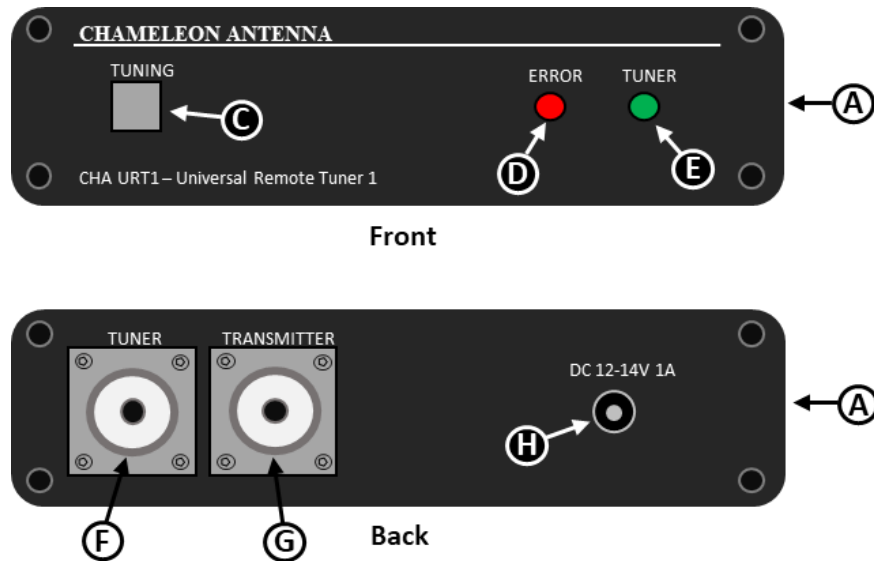 CHAMELEON ANTENNA
TUNING
ERROR
TUNER
A
C
D
E
CHA URT1 – Universal Remote Tuner 1
Front
TUNER
TRANSMITTER
DC 12-14V 1A
A
H
F
G
Back